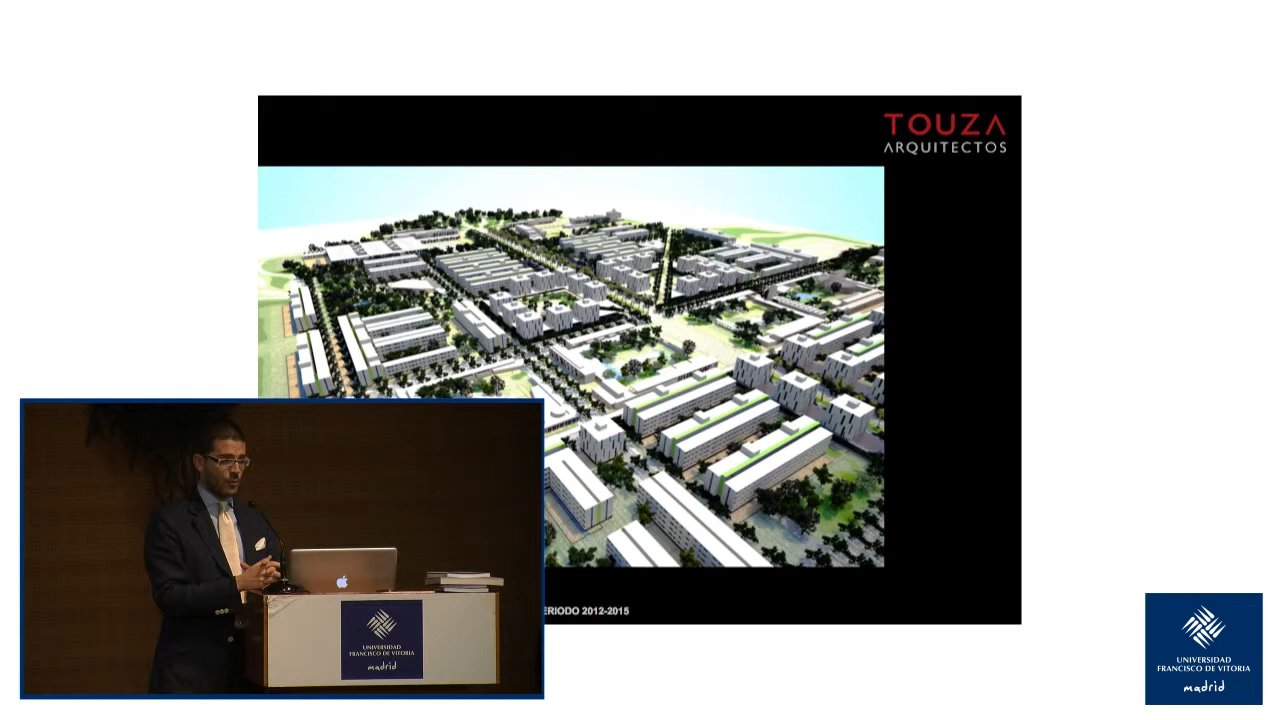 TOUZA
ARQUITECTOS
ERIODO 2012-2015
UNIVERSIDAD
FRANCISCO DE VITORIA
madrid
UNIVERSIDAD
FRANCISCO DE VITORIA
madrid